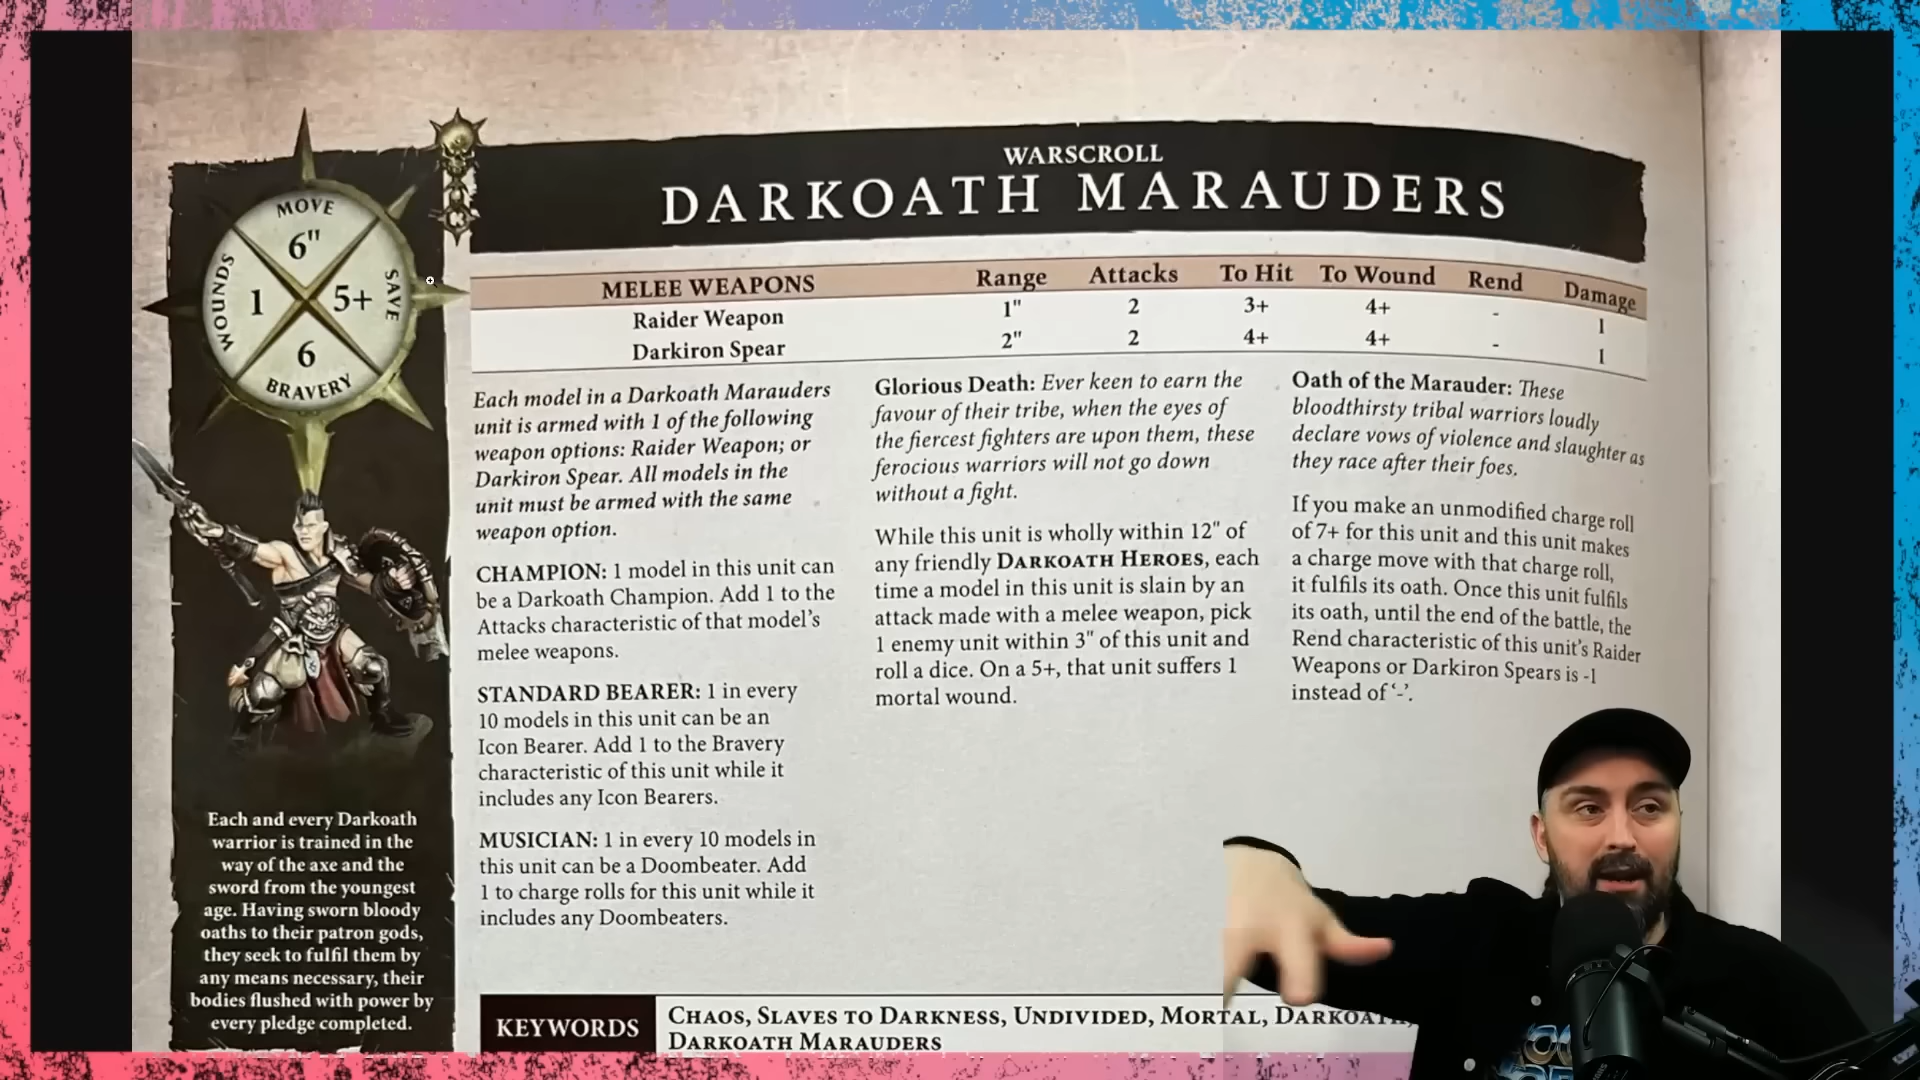 WARSCROLL
DARKOATH MARAUDERS
MOVE
6"
WOUNDS
1
5+
SAVE
6
BRAVERY
MELEE WEAPONS Range Attacks To Hit To Wound Rend Damage
Raider Weapon 1" 2 3+ 4+ - 1
Darkiron Spear 2" 2 4+ 4+ - 1
Each model in a Darkoath Marauders
unit is armed with 1 of the following
weapon options: Raider Weapon; or
Darkiron Spear. All models in the
unit must be armed with the same
weapon option.
CHAMPION: 1 model in this unit can
be a Darkoath Champion. Add 1 to the
Attacks characteristic of that model's
melee weapons.
STANDARD BEARER: 1 in every
10 models in this unit can be an
Icon Bearer. Add 1 to the Bravery
characteristic of this unit while it
includes any Icon Bearers.
MUSICIAN: 1 in every 10 models in
this unit can be a Doombeater. Add
1 to charge rolls for this unit while it
includes any Doombeaters.
Glorious Death: Ever keen to earn the
favour of their tribe, when the eyes of
the fiercest fighters are upon them, these
ferocious warriors will not go down
without a fight.
While this unit is wholly within 12" of
any friendly DARKOATH HEROES, each
time a model in this unit is slain by an
attack made with a melee weapon, pick
1 enemy unit within 3" of this unit and
roll a dice. On a 5+, that unit suffers 1
mortal wound.
Oath of the Marauder: These
bloodthirsty tribal warriors loudly
declare vows of violence and slaughter as
they race after their foes.
If you make an unmodified charge roll
of 7+ for this unit and this unit makes
a charge move with that charge roll,
it fulfils its oath. Once this unit fulfils
its oath, until the end of the battle, the
Rend characteristic of this unit's Raider
Weapons or Darkiron Spears is -1
instead of '-'.
Each and every Darkoath
warrior is trained in the
way of the axe and the
sword from the youngest
age. Having sworn bloody
oaths to their patron gods,
they seek to fulfil them by
any means necessary, their
bodies flushed with power by
every pledge completed.
KEYWORDS
CHAOS, SLAVES TO DARKNESS, UNDIVIDED, MORTAL,
DARKOATH MARAUDERS